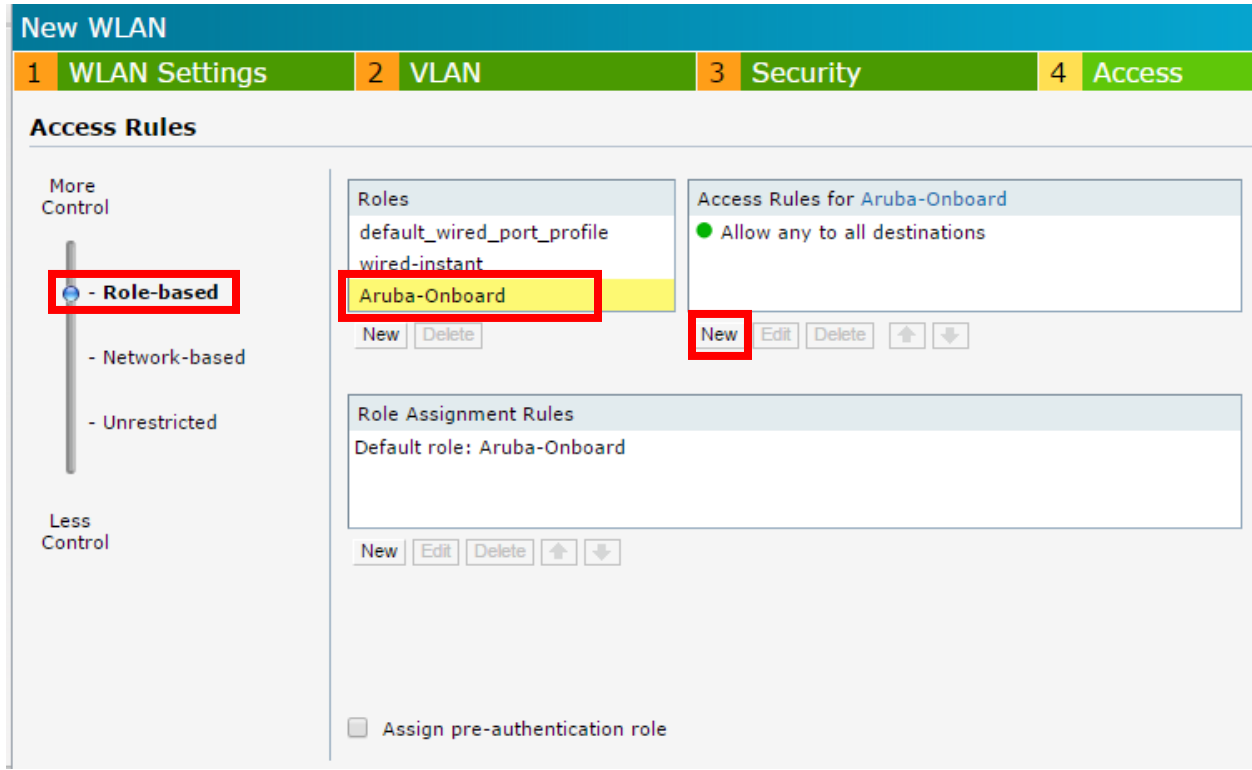 New WLAN
1 WLAN Settings 2 VLAN 3 Security 4 Access
Access Rules
More
Control
- Role-based
- Network-based
- Unrestricted
Less
Control
Roles
default_wired_port_profile
wired-instant
Aruba-Onboard
New Delete
Access Rules for Aruba-Onboard
Allow any to all destinations
New Edit Delete
Role Assignment Rules
Default role: Aruba-Onboard
New Edit Delete
Assign pre-authentication role